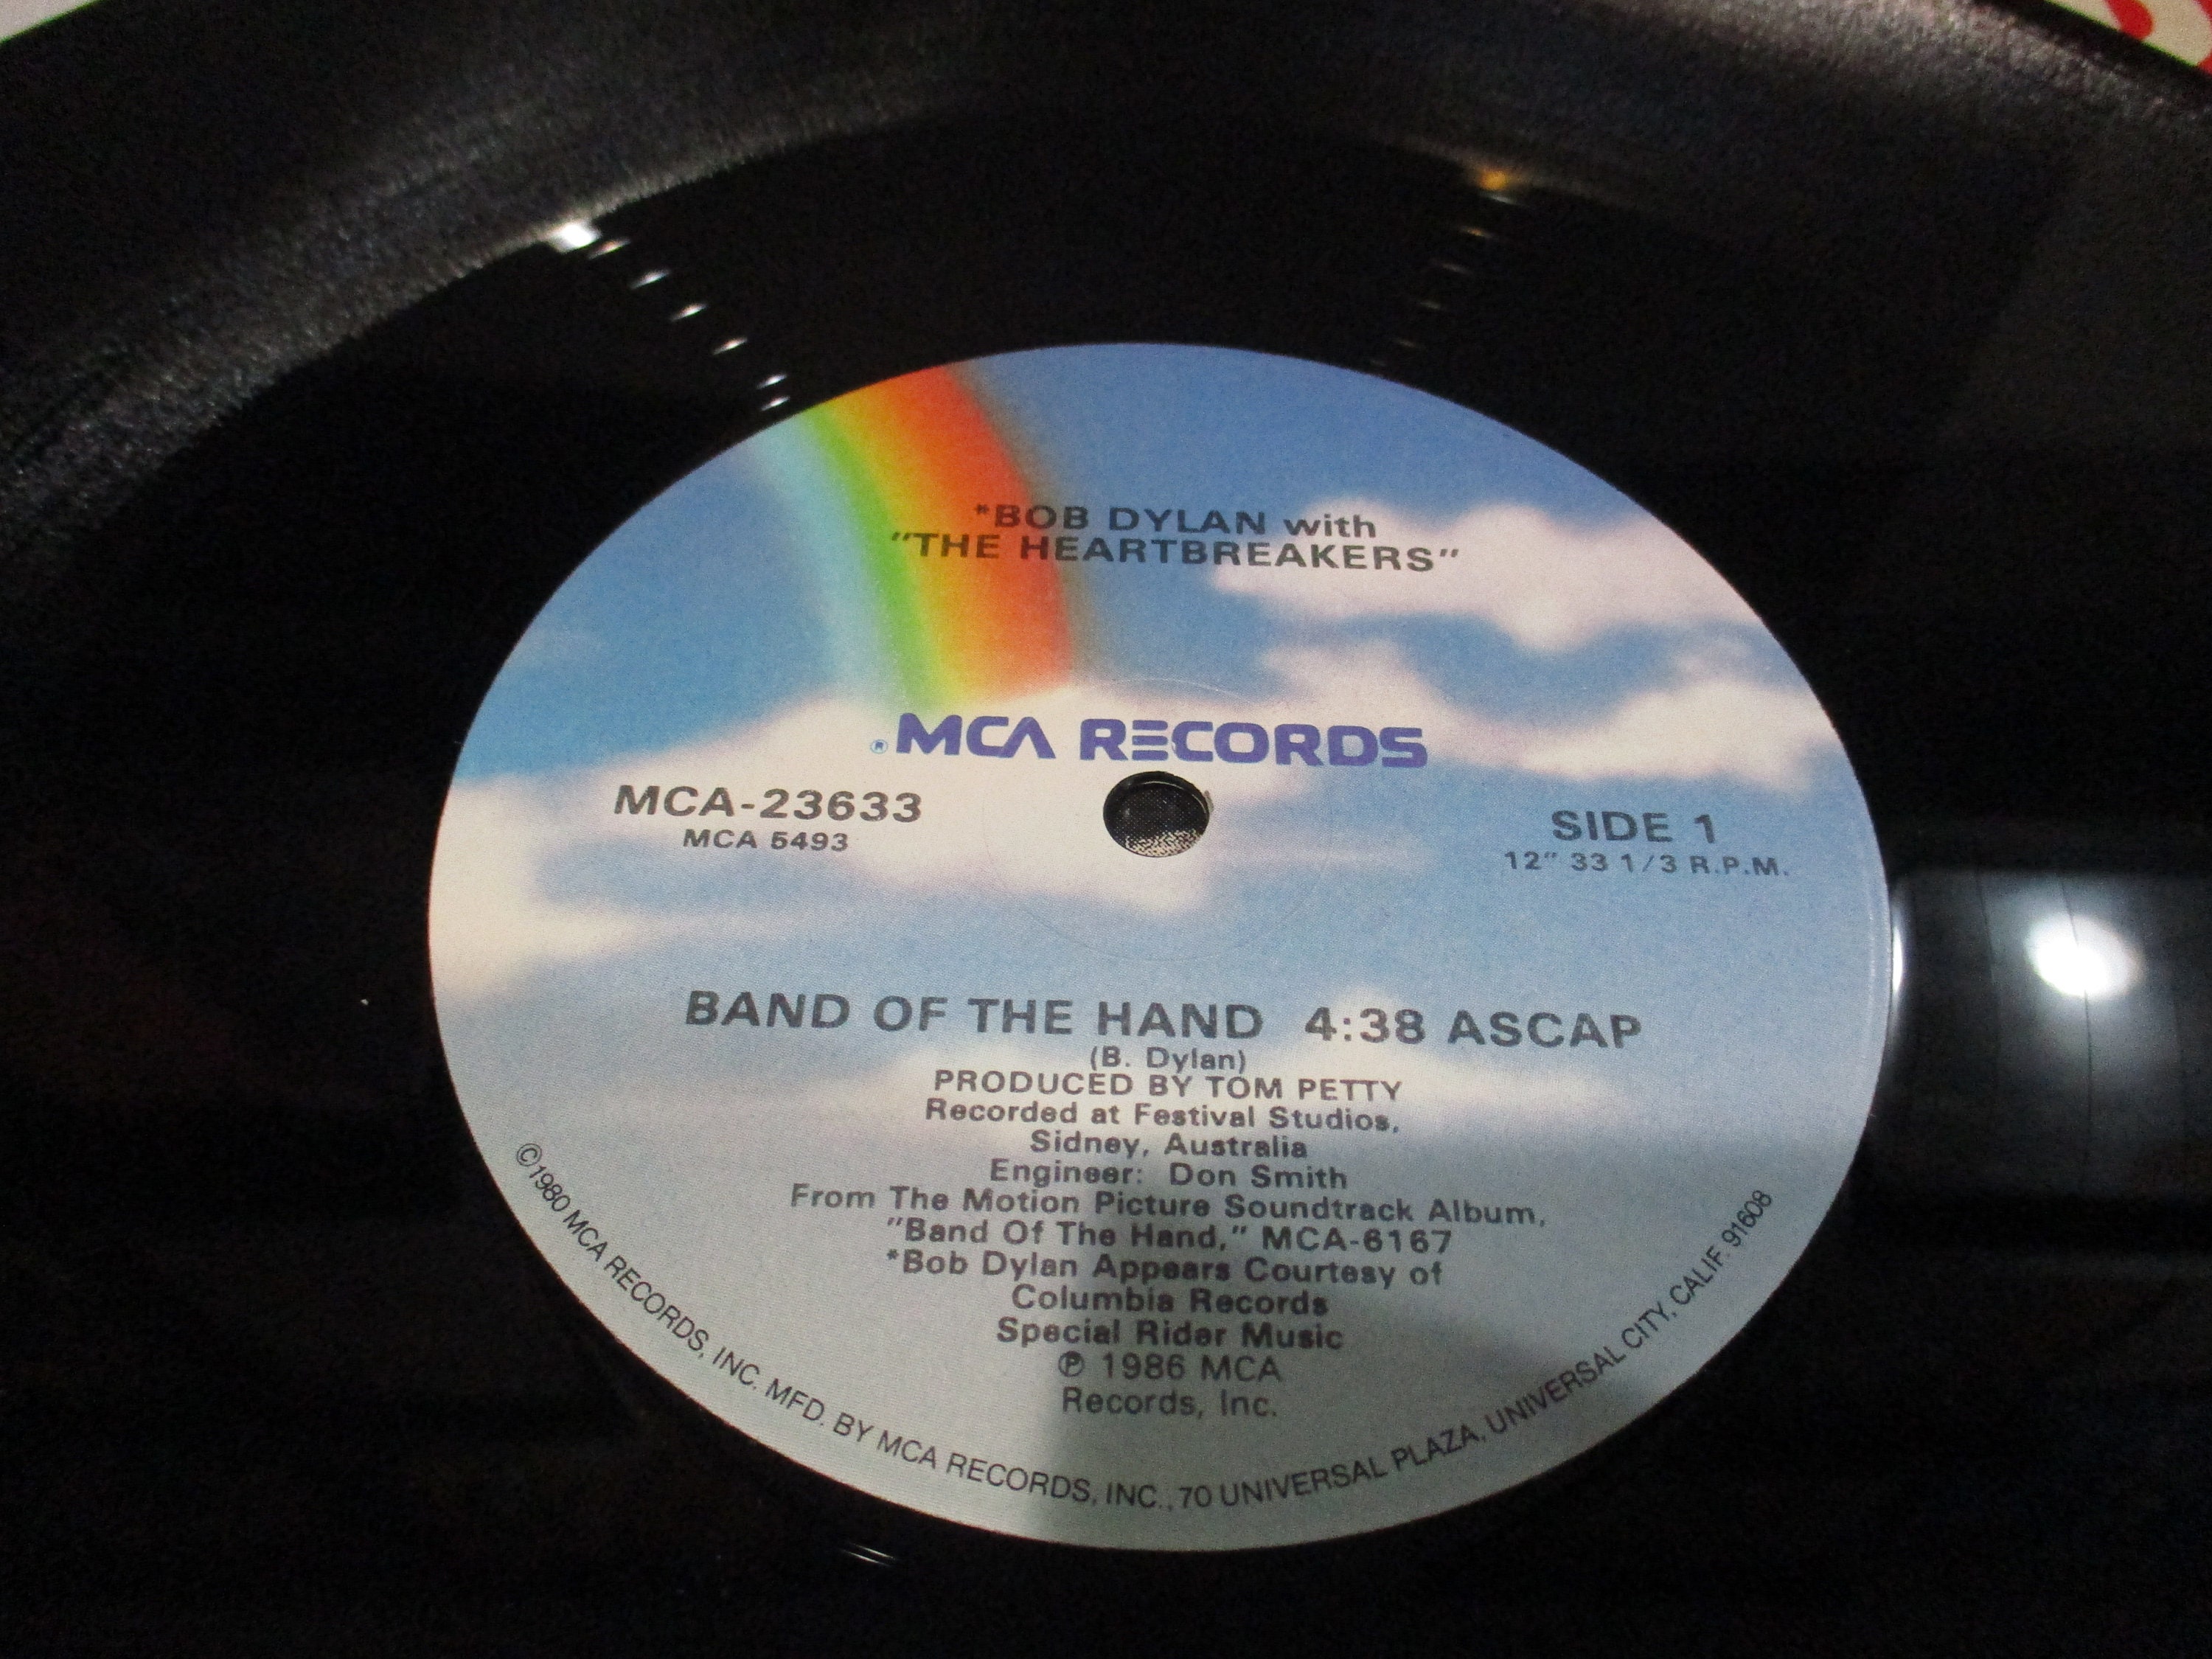 *BOB DYLAN with
"THE HEARTBREAKERS"
® MCA RECORDS
MCA-23633
MCA 5493
SIDE 1
12" 33 1/3 R.P.M.
BAND OF THE HAND 4:38 ASCAP
(B. Dylan)
PRODUCED BY TOM PETTY
Recorded at Festival Studios,
Sidney, Australia
Engineer: Don Smith
From The Motion Picture Soundtrack Album,
"Band Of The Hand," MCA-6167
*Bob Dylan Appears Courtesy of
Columbia Records
Special Rider Music
℗ 1986 MCA
Records, Inc.
©1980 MCA RECORDS, INC. MFD. BY MCA RECORDS, INC., 70 UNIVERSAL PLAZA, UNIVERSAL CITY, CALIF. 91608